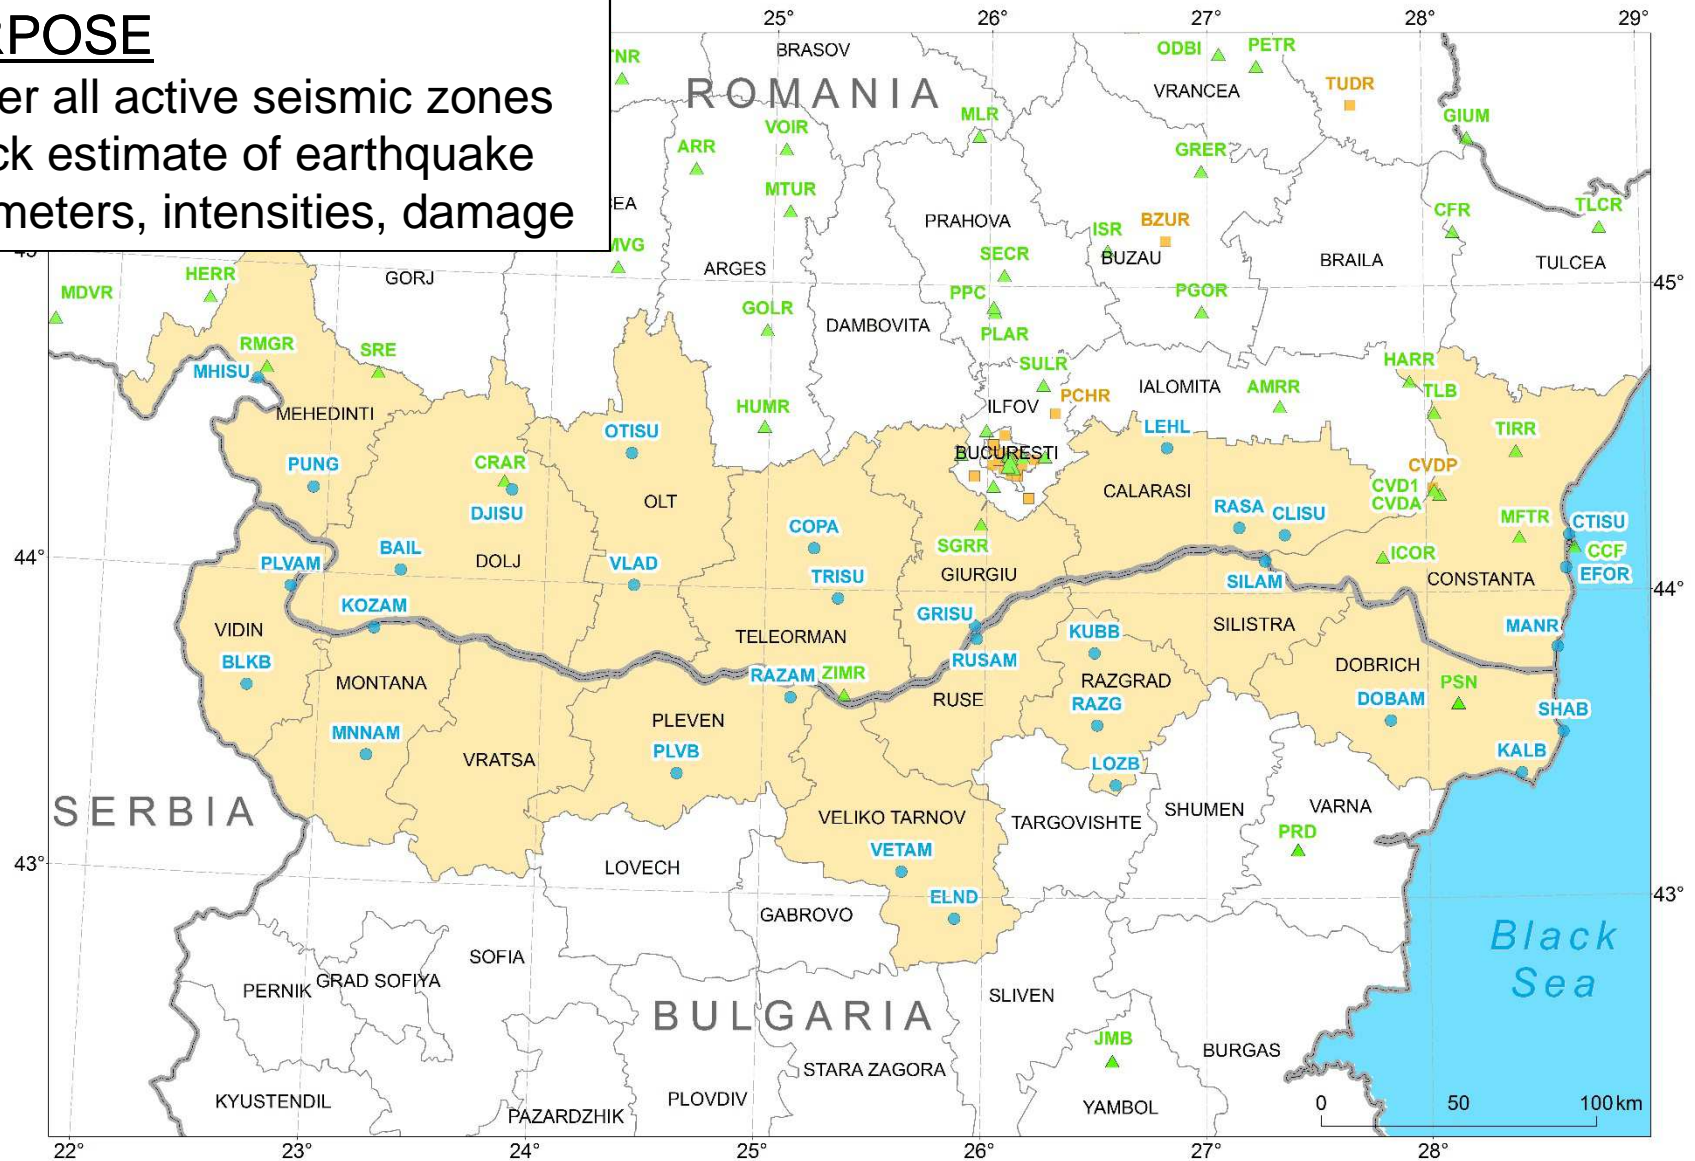 RPOSE
er all active seismic zones
ck estimate of earthquake
meters, intensities, damage
25° 26° 27° 28° 29°
BRASOV
ROMANIA
VRANCEA
ODBI
PETR
TUDR
GIUM
MLR
VOIR
ARR
MTUR
GRER
PRAHOVA
ISR
BZUR
BUZAU
CFR
TLCR
TULCEA
BRAILA
ARGES
SECR
PPC
PLAR
PGOR
GOLR
DAMBOVITA
GORJ
HERR
MDVR
45°
RMGR
SRE
MHISU
MEHEDINTI
SULR
ILFOV
PCHR
IALOMITA
AMRR
HARR
TLB
HUMR
OTISU
LEHL
BUCURESTI
TIRR
PUNG
CRAR
DJISU
OLT
CALARASI
CVDP
CVD1
CVDA
MFTR
CTISU
CCF
EFOR
COPA
RASA
CLISU
SGRR
GIURGIU
ICOR
CONSTANTA
44°
PLVAM
BAIL
DOLJ
VLAD
TRISU
SILAM
44°
KOZAM
VIDIN
TELEORMAN
GRISU
RUSAM
KUBB
SILISTRA
MANR
BLKB
MONTANA
RAZAM
ZIMR
RUSE
RAZGRAD
RAZG
DOBRICH
DOBAM
PSN
SHAB
MNNAM
VRATSA
PLEVEN
PLVB
LOZB
KALB
SERBIA
VELIKO TARNOV
TARGOVISHTE
SHUMEN
VARNA
PRD
43°
LOVECH
VETAM
ELND
43°
GABROVO
Black
Sea
SOFIA
PERNIK
GRAD SOFIYA
BULGARIA
SLIVEN
JMB
BURGAS
STARA ZAGORA
KYUSTENDIL
PAZARDZHIK
PLOVDIV
YAMBOL
0 50 100 km
22° 23° 24° 25° 26° 27° 28°